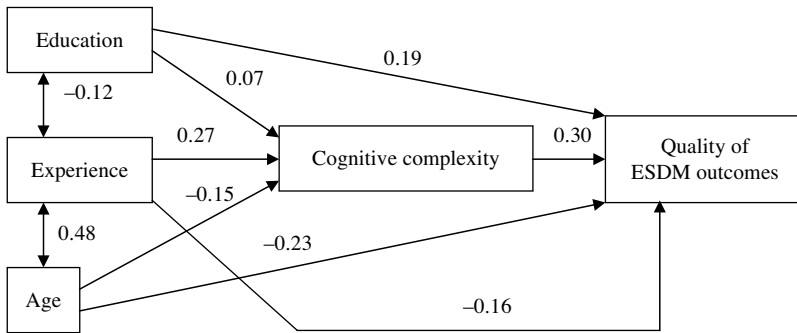 Education
0.19
0.07
–0.12
0.27
0.30
Experience
Cognitive complexity
Quality of
ESDM outcomes
–0.15
0.48
–0.23
Age
–0.16